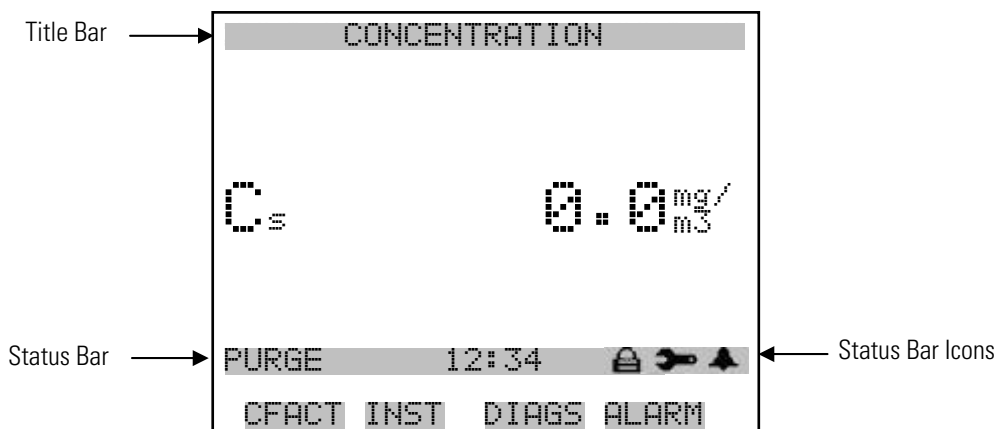 Title Bar
CONCENTRATION
Cs 0.0 mg/m3
Status Bar
PURGE 12:34
Status Bar Icons
CFACT INST DIAGS ALARM